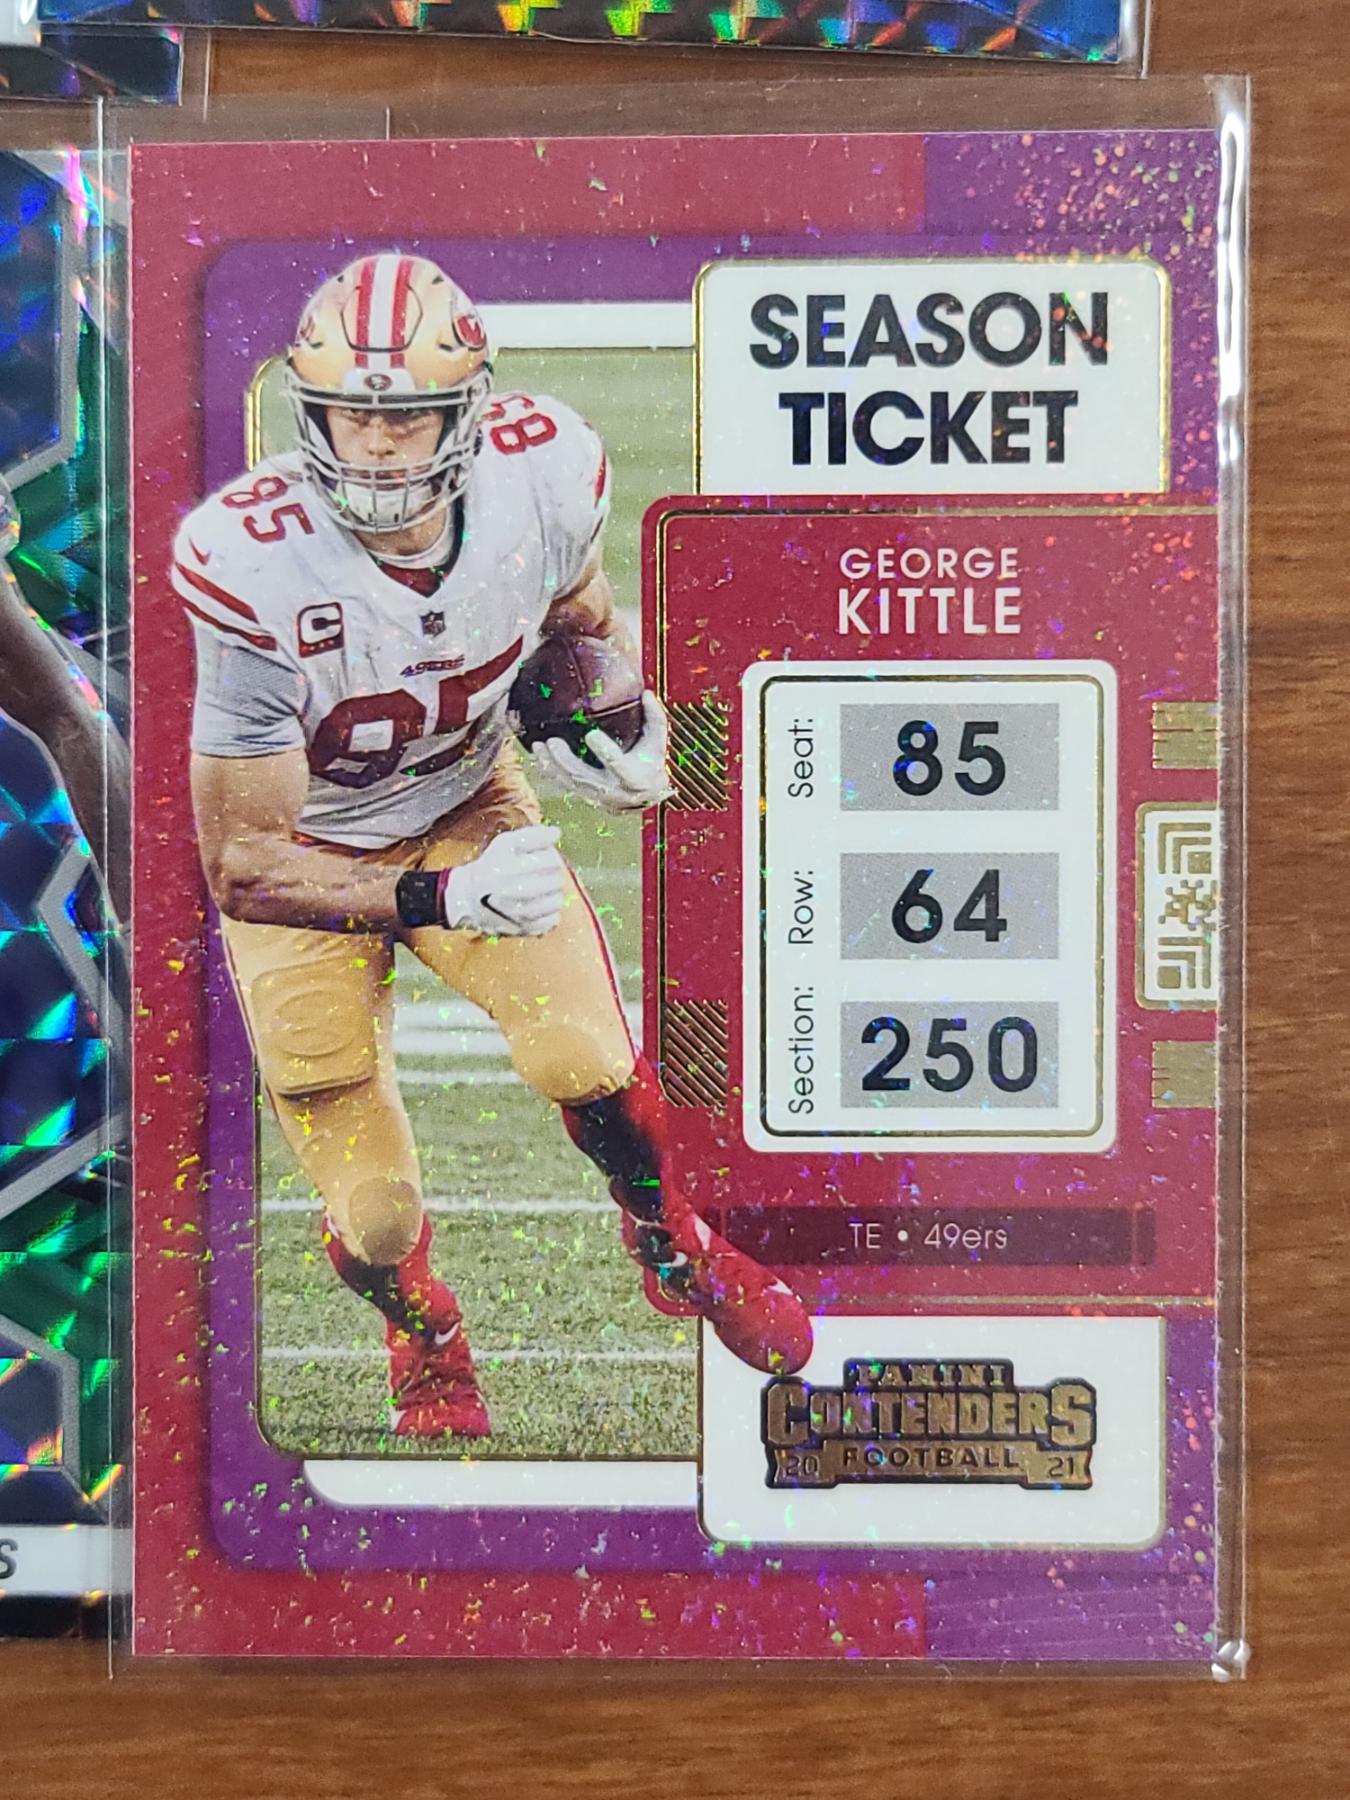 SEASON
TICKET
GEORGE
KITTLE
Seat: 85
Row: 64
Section: 250
TE • 49ers
PANINI
CONTENDERS
20 FOOTBALL 21
85
85
C
49ERS
85
S